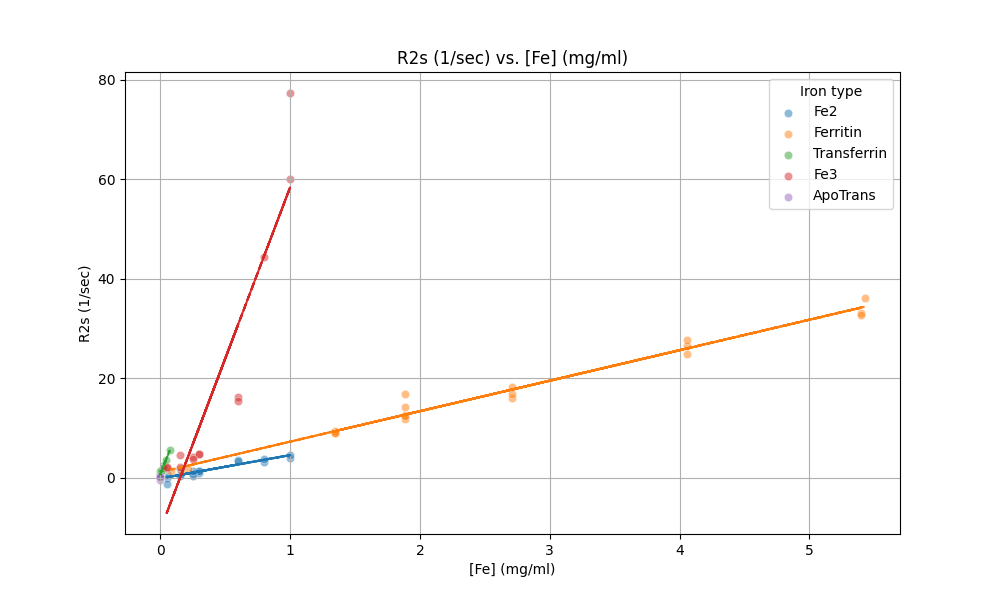 R2s (1/sec) vs. [Fe] (mg/ml)
Iron type
Fe2
Ferritin
Transferrin
Fe3
ApoTrans
80
60
40
20
0
R2s (1/sec)
0 1 2 3 4 5
[Fe] (mg/ml)